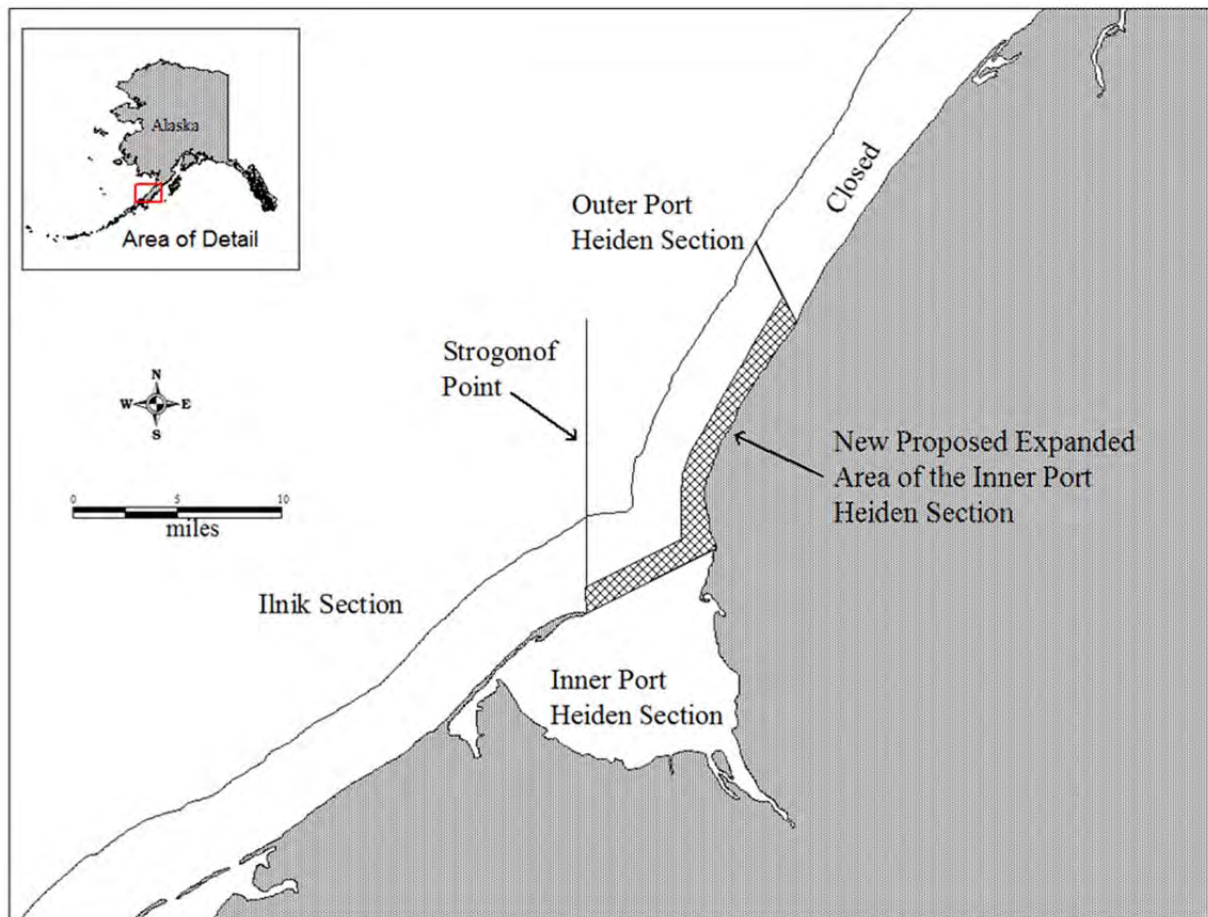 Alaska
Area of Detail
Closed
Outer Port
Heiden Section
Strogonof
Point
N
W E
S
New Proposed Expanded
Area of the Inner Port
Heiden Section
0 5 10
miles
Ilnik Section
Inner Port
Heiden Section